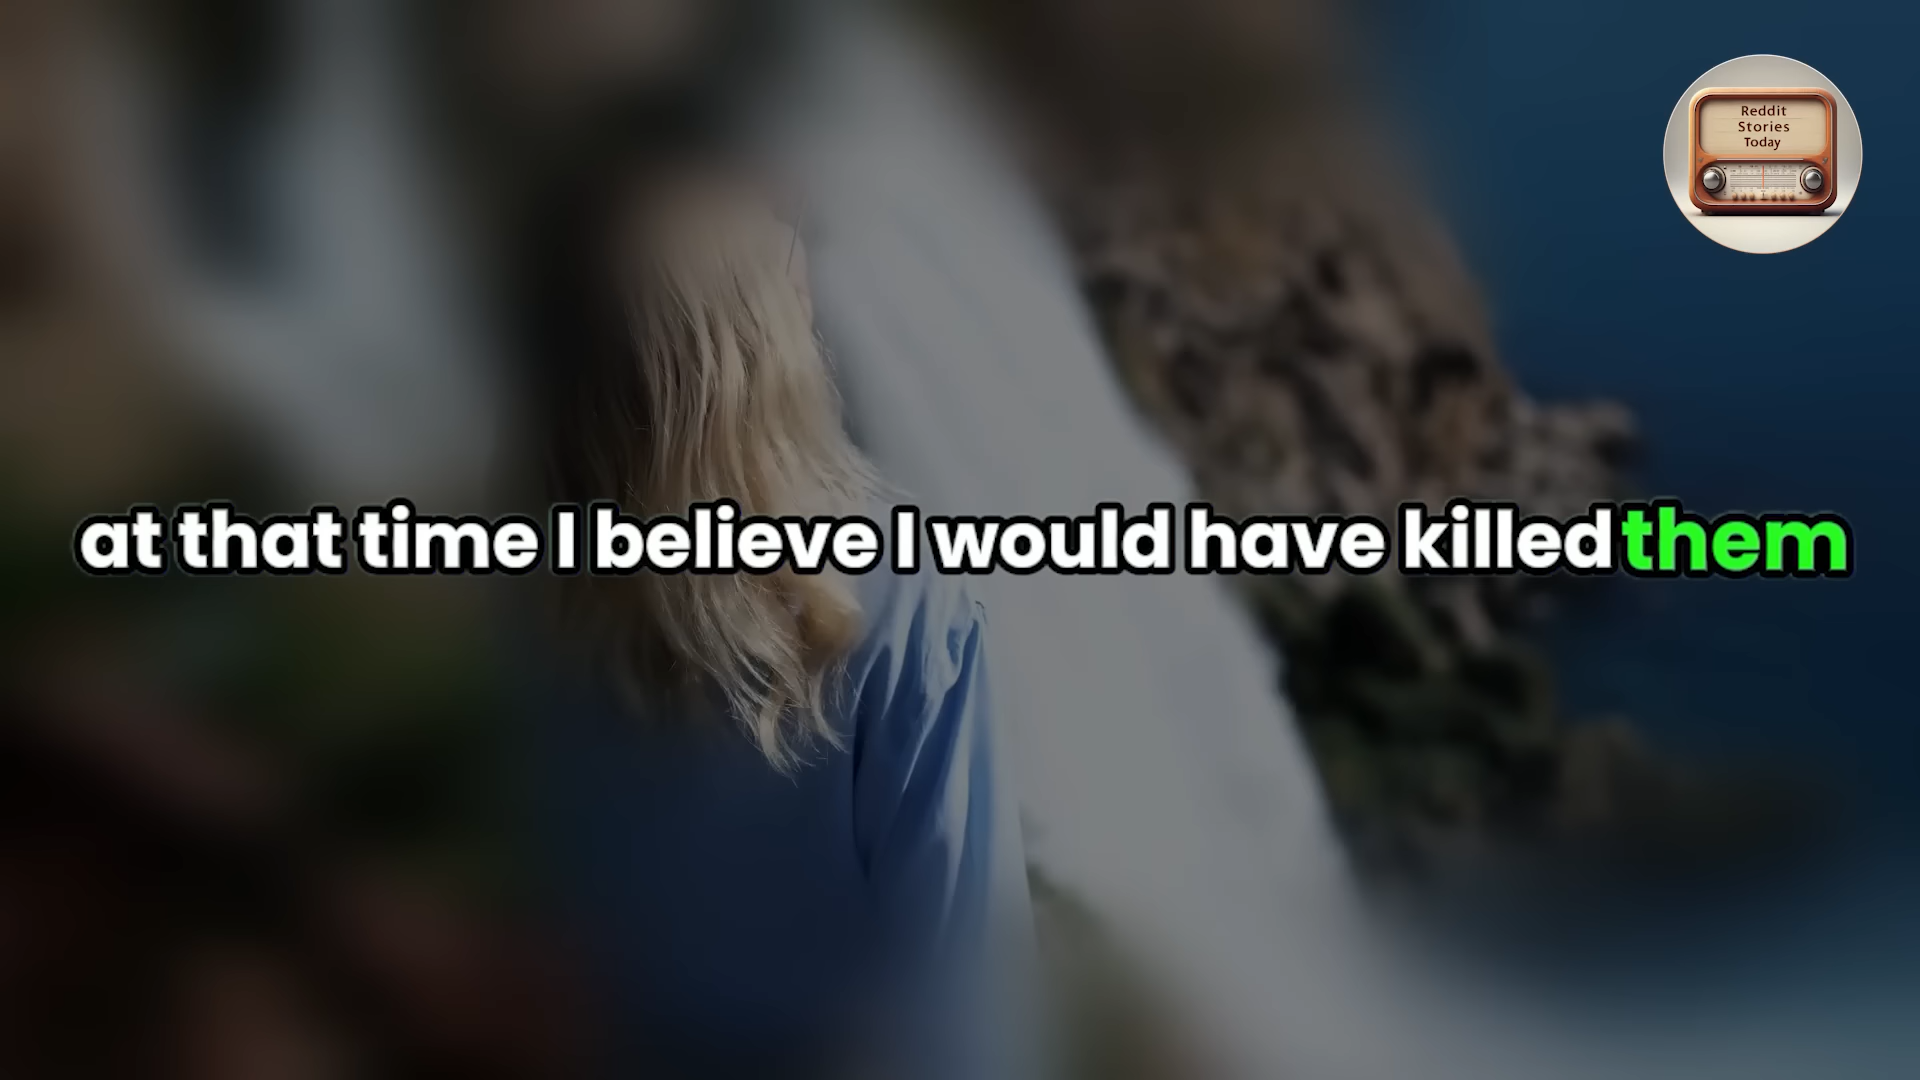 Reddit
Stories
Today
at that time I believe I would have killed them